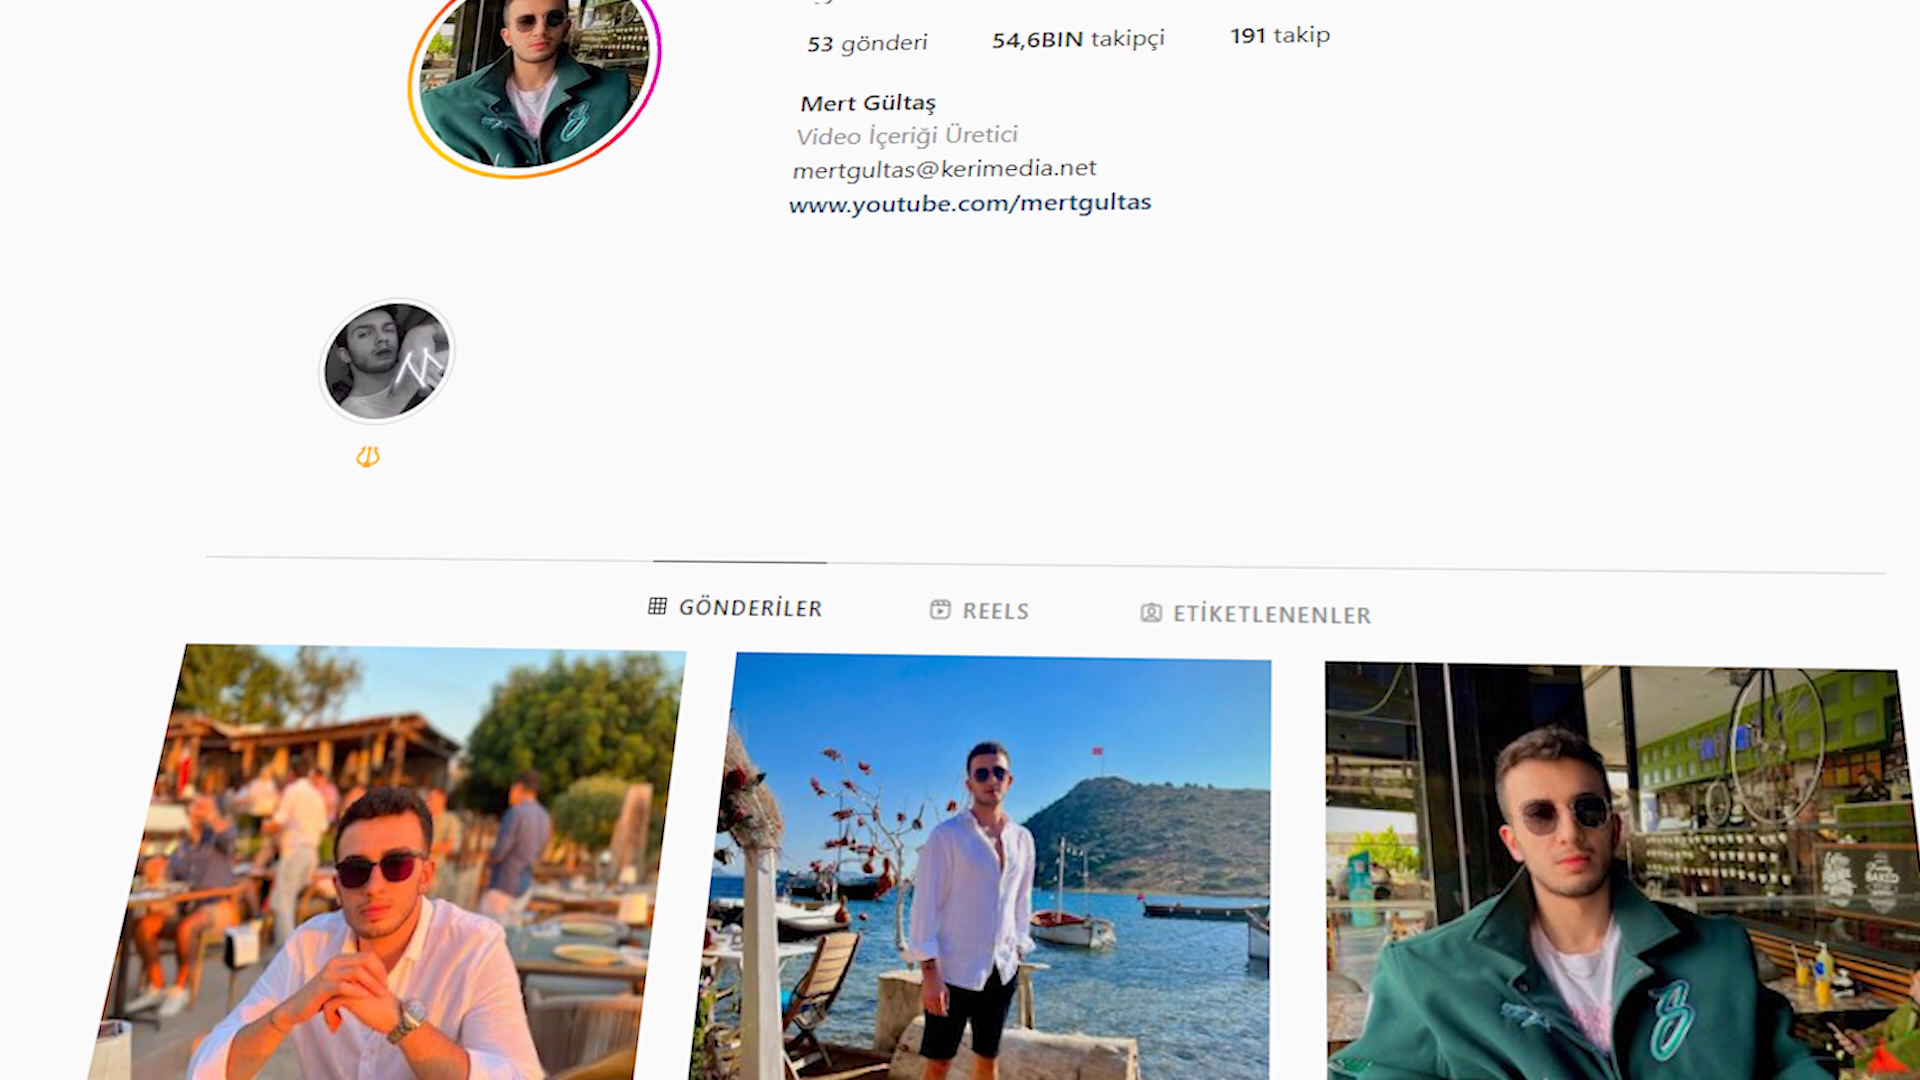 53 gönderi 54,6BIN takipçi 191 takip
Mert Gültaş
Video İçeriği Üretici
mertgultas@kerimedia.net
www.youtube.com/mertgultas
GÖNDERİLER REELS ETİKETLENENLER
BAKED